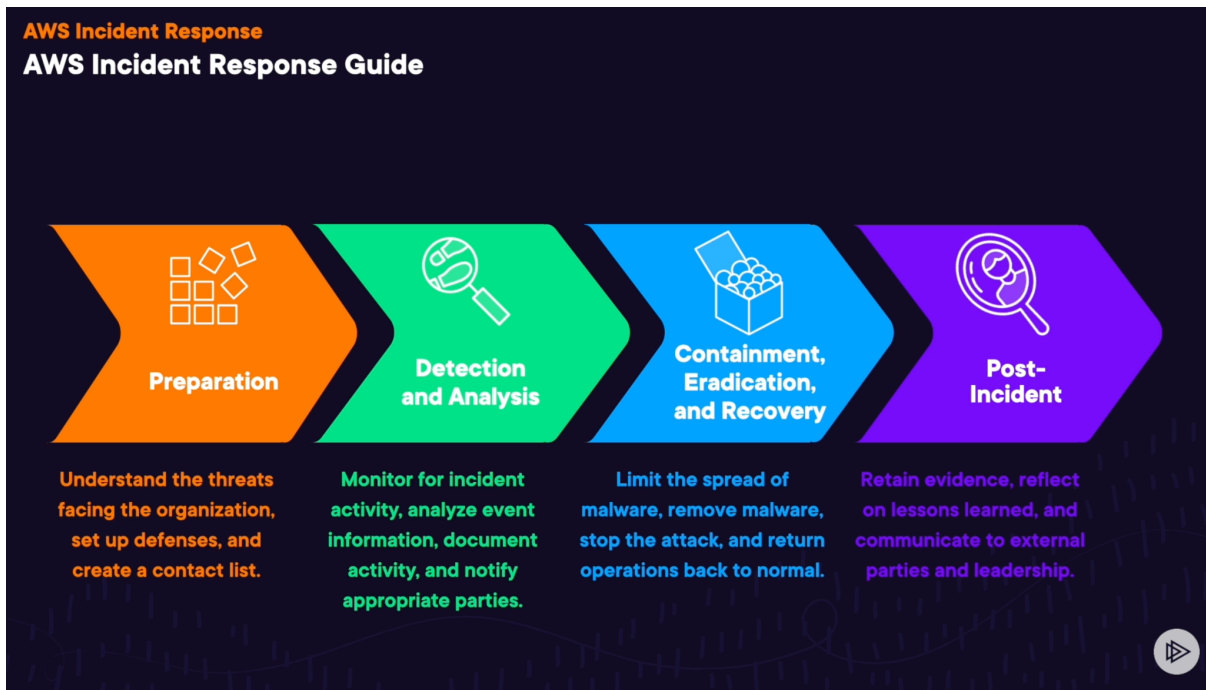 AWS Incident Response
AWS Incident Response Guide
Preparation
Detection
and Analysis
Containment,
Eradication,
and Recovery
Post-
Incident
Understand the threats
facing the organization,
set up defenses, and
create a contact list.
Monitor for incident
activity, analyze event
information, document
activity, and notify
appropriate parties.
Limit the spread of
malware, remove malware,
stop the attack, and return
operations back to normal.
Retain evidence, reflect
on lessons learned, and
communicate to external
parties and leadership.